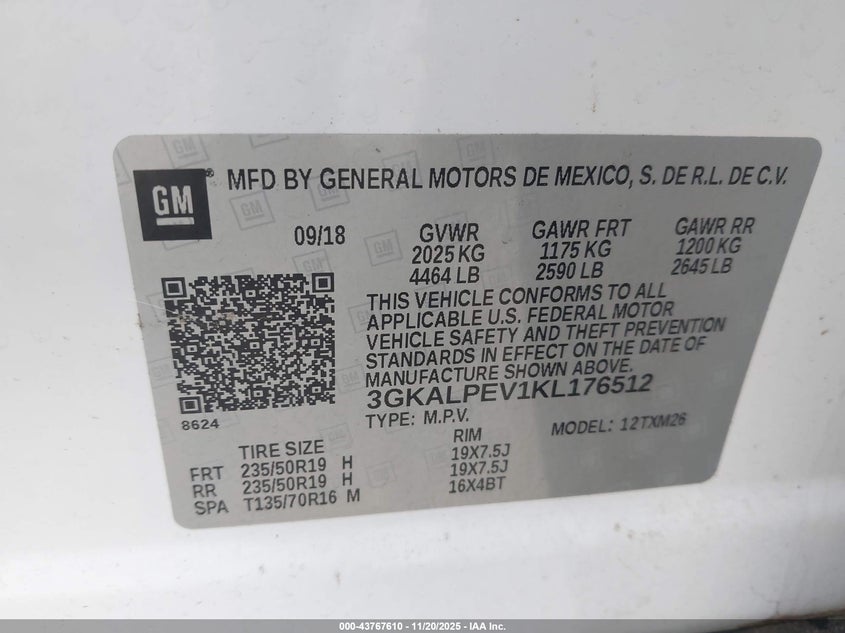 GM ® MFD BY GENERAL MOTORS DE MEXICO, S. DE R.L. DE C.V.
09/18 GVWR GAWR FRT GAWR RR
2025 KG 1175 KG 1200 KG
4464 LB 2590 LB 2645 LB
THIS VEHICLE CONFORMS TO ALL
APPLICABLE U.S. FEDERAL MOTOR
VEHICLE SAFETY AND THEFT PREVENTION
STANDARDS IN EFFECT ON THE DATE OF
MANUFACTURE SHOWN ABOVE.
3GKALPEV1KL176512
8624
TYPE: M.P.V. MODEL: 12TXM26
TIRE SIZE RIM
FRT 235/50R19 H 19X7.5J
RR 235/50R19 H 19X7.5J
SPA T135/70R16 M 16X4BT
000-43767610 - 11/20/2025 - IAA Inc.